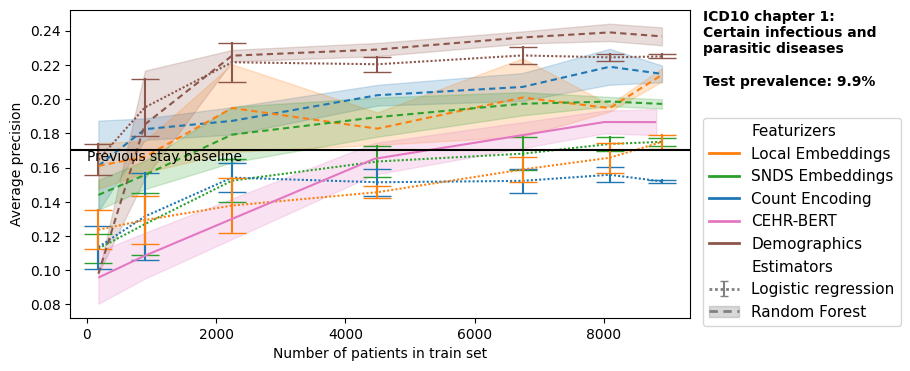 ICD10 chapter 1:
Certain infectious and
parasitic diseases
Test prevalence: 9.9%
Average precision
0.24
0.22
0.20
0.18
0.16
0.14
0.12
0.10
0.08
Previous stay baseline
0
2000
4000
6000
8000
Number of patients in train set
Featurizers
Local Embeddings
SNDS Embeddings
Count Encoding
CEHR-BERT
Demographics
Estimators
Logistic regression
Random Forest